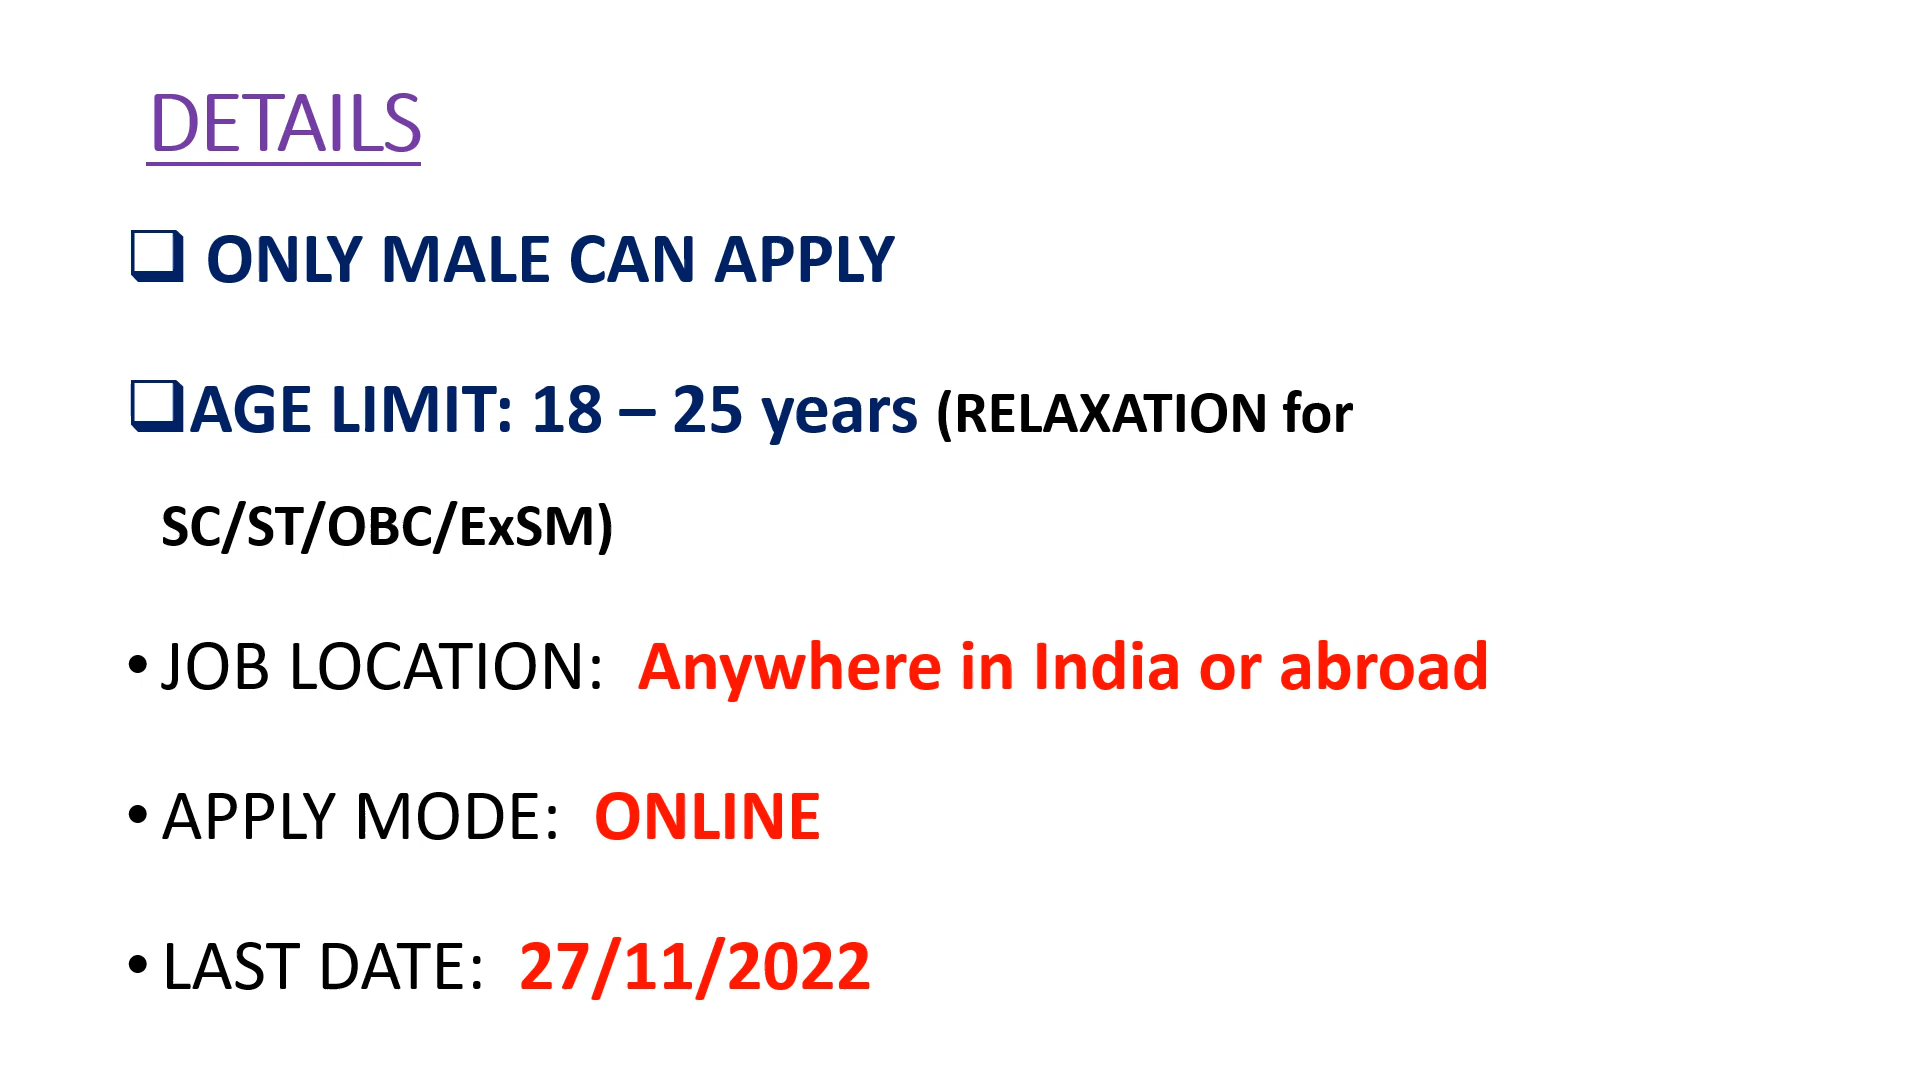 DETAILS
❑ ONLY MALE CAN APPLY
❑AGE LIMIT: 18 – 25 years (RELAXATION for
SC/ST/OBC/ExSM)
• JOB LOCATION: Anywhere in India or abroad
• APPLY MODE: ONLINE
• LAST DATE: 27/11/2022